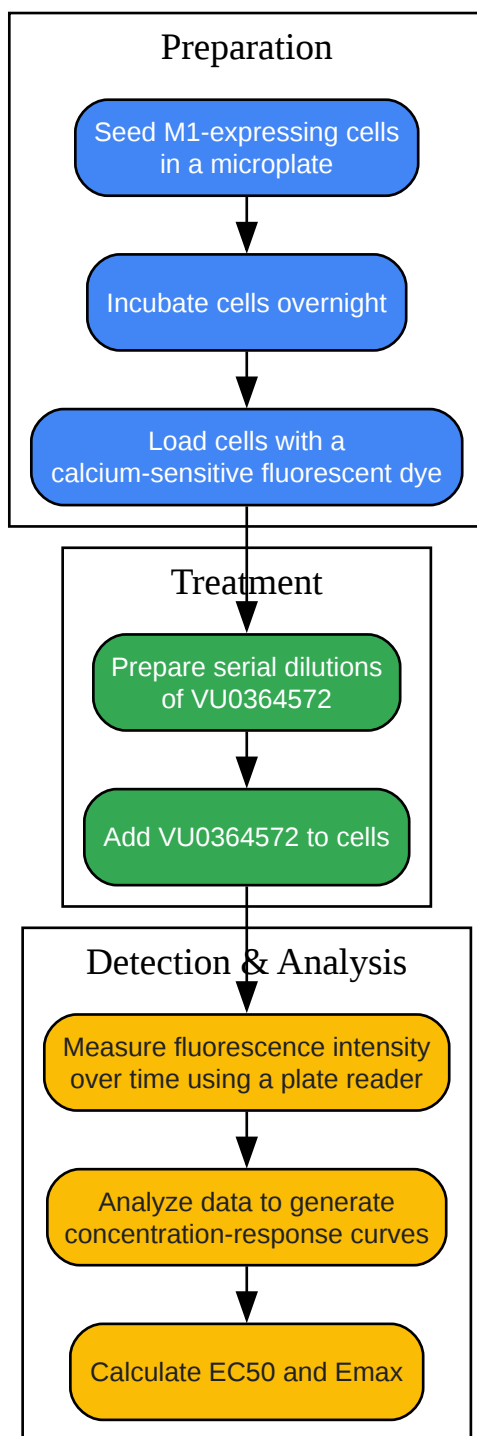 Preparation
Seed M1-expressing cells
in a microplate
Incubate cells overnight
Load cells with a
calcium-sensitive fluorescent dye
Treatment
Prepare serial dilutions
of VU0364572
Add VU0364572 to cells
Detection & Analysis
Measure fluorescence intensity
over time using a plate reader
Analyze data to generate
concentration-response curves
Calculate EC50 and Emax